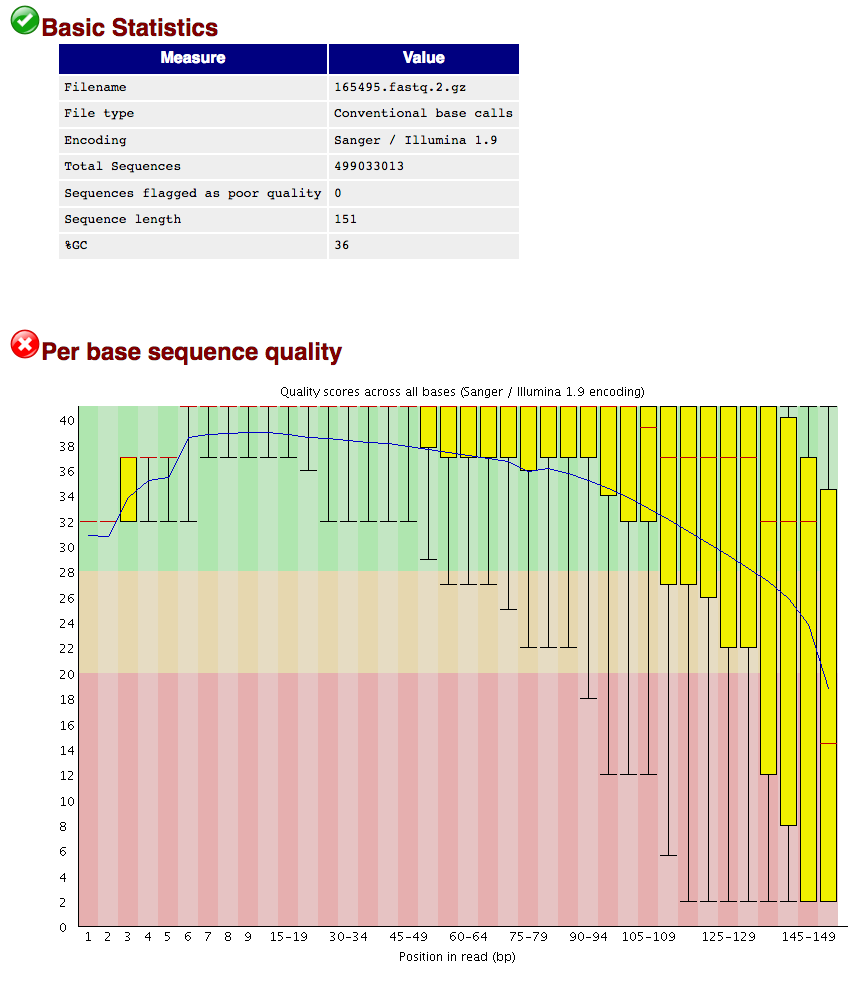 Basic Statistics
Measure Value
Filename 165495.fastq.2.gz
File type Conventional base calls
Encoding Sanger / Illumina 1.9
Total Sequences 499033013
Sequences flagged as poor quality 0
Sequence length 151
%GC 36
Per base sequence quality
Quality scores across all bases (Sanger / Illumina 1.9 encoding)
40
38
36
34
32
30
28
26
24
22
20
18
16
14
12
10
8
6
4
2
0
1 2 3 4 5 6 7 8 9 15-19 30-34 45-49 60-64 75-79 90-94 105-109 125-129 145-149
Position in read (bp)